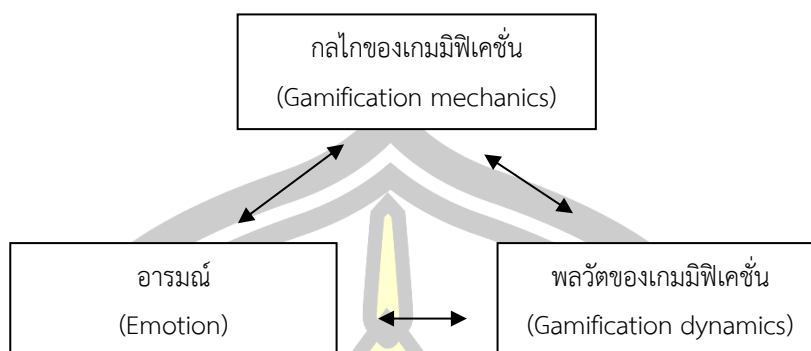 กลไกของเกมมิฟิเคชั่น
(Gamification mechanics)
อารมณ์
(Emotion)
พลวัตของเกมมิฟิเคชั่น
(Gamification dynamics)